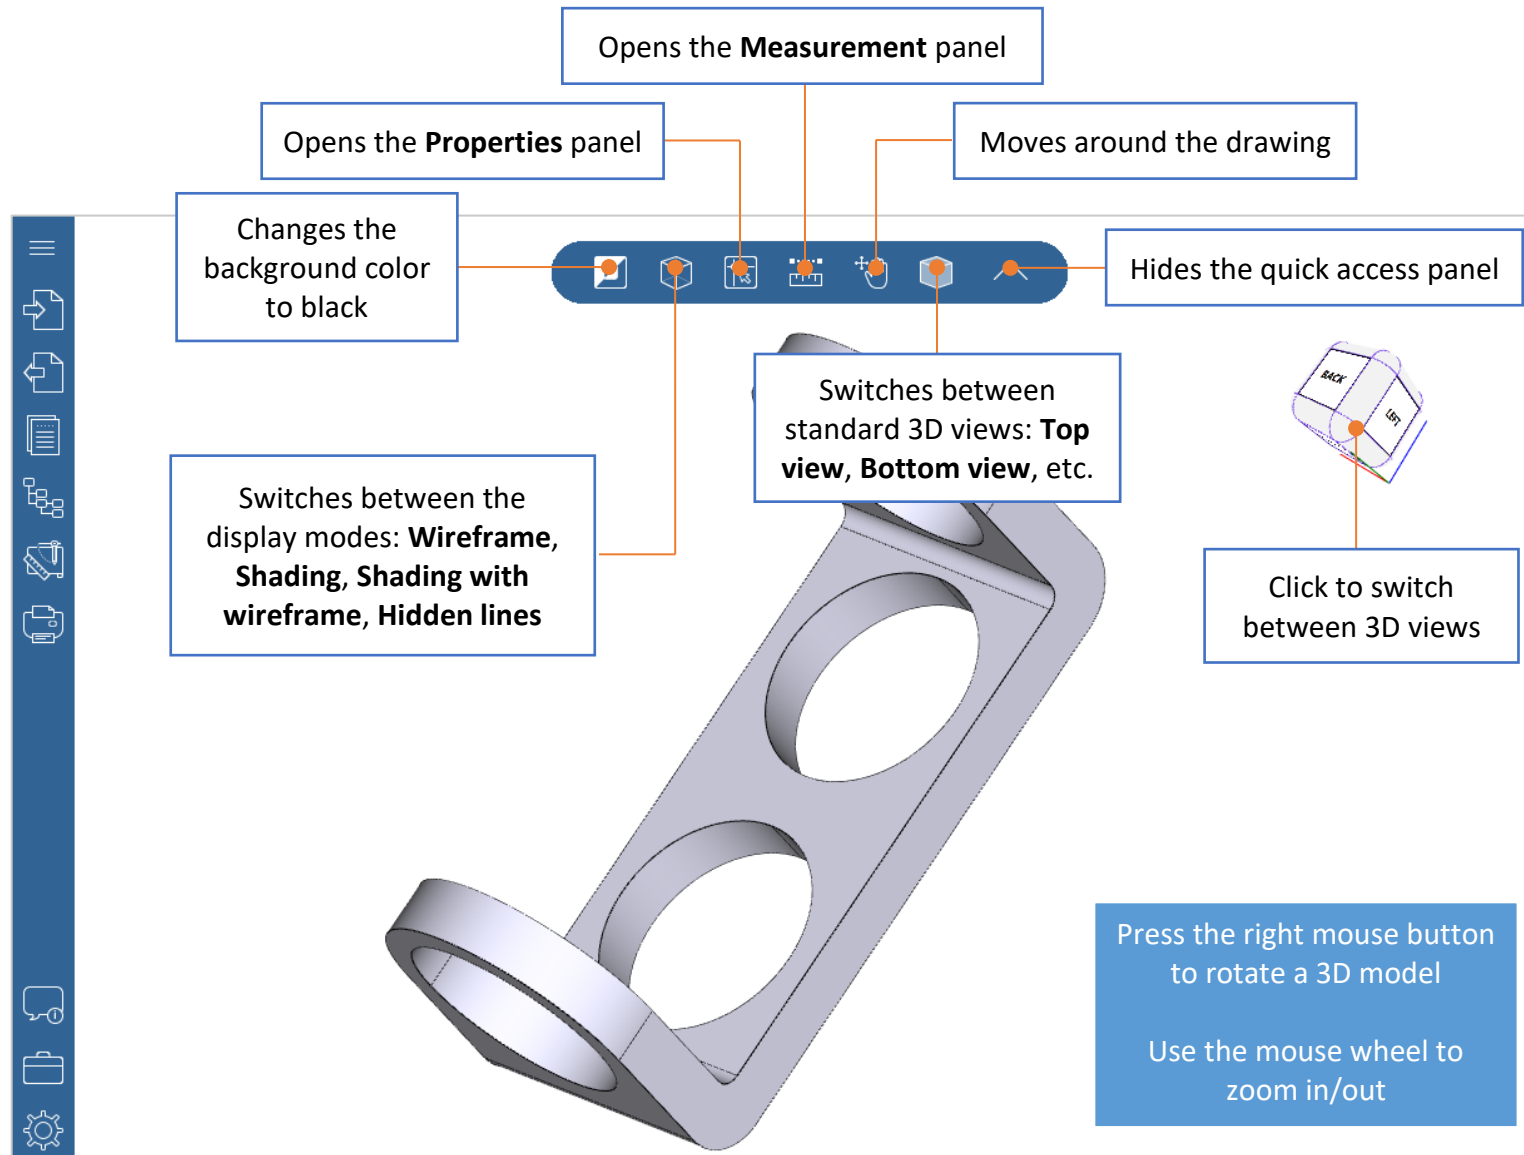 Opens the Measurement panel
Opens the Properties panel
Moves around the drawing
Changes the
background color
to black
Hides the quick access panel
Switches between
standard 3D views: Top
view, Bottom view, etc.
BACK
LEFT
Switches between the
display modes: Wireframe,
Shading, Shading with
wireframe, Hidden lines
Click to switch
between 3D views
Press the right mouse button
to rotate a 3D model
Use the mouse wheel to
zoom in/out